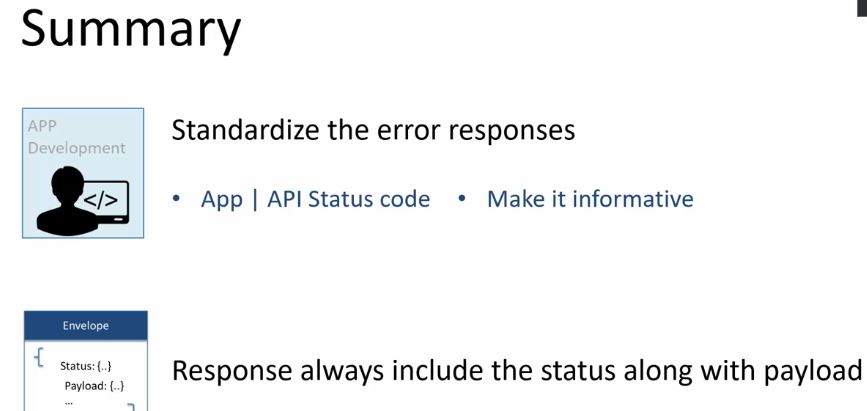 Summary
APP
Development
</>
Standardize the error responses
• App | API Status code • Make it informative
Envelope
{
Status: {..}
Payload: {..}
...
}
Response always include the status along with payload